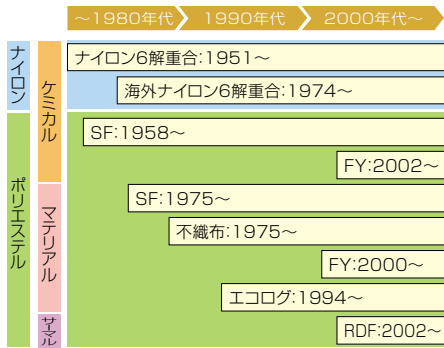 ～1980年代
1990年代
2000年代～
ナイロン
ケミカル
ナイロン6解重合:1951～
海外ナイロン6解重合:1974～
ポリエステル
SF:1958～
FY:2002～
マテリアル
SF:1975～
不織布:1975～
FY:2000～
エコログ:1994～
サーマル
RDF:2002～